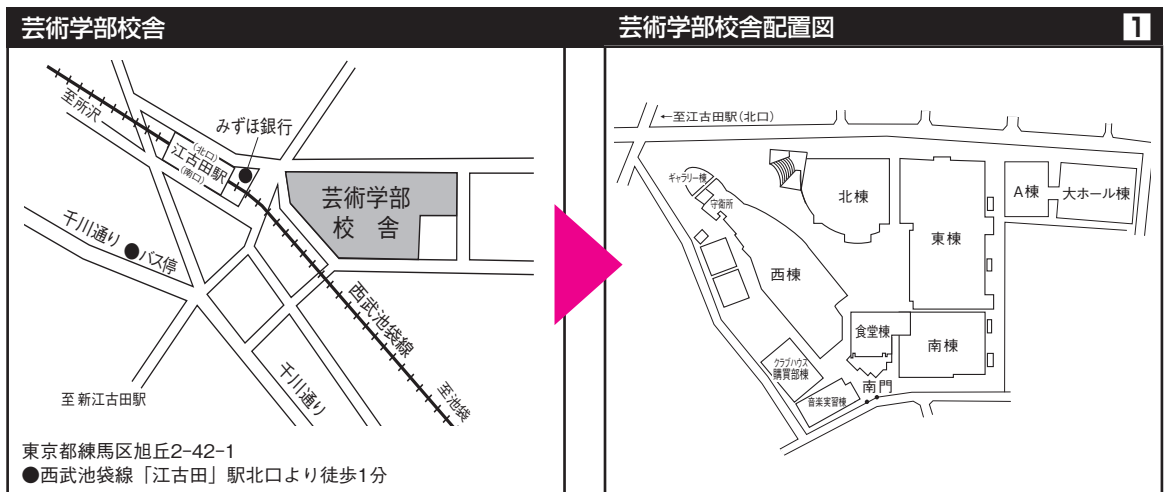 芸術学部校舎
至所沢
(北口)
江古田駅
(南口)
みずほ銀行
芸術学部
校 舎
千川通り
バス停
西武池袋線
千川通り
至池袋
至 新江古田駅
東京都練馬区旭丘2-42-1
●西武池袋線「江古田」駅北口より徒歩1分
芸術学部校舎配置図
1
←至江古田駅(北口)
ギャラリー棟
守衛所
北棟
A棟
大ホール棟
東棟
西棟
食堂棟
南棟
クラブハウス
購買部棟
南門
音楽実習棟